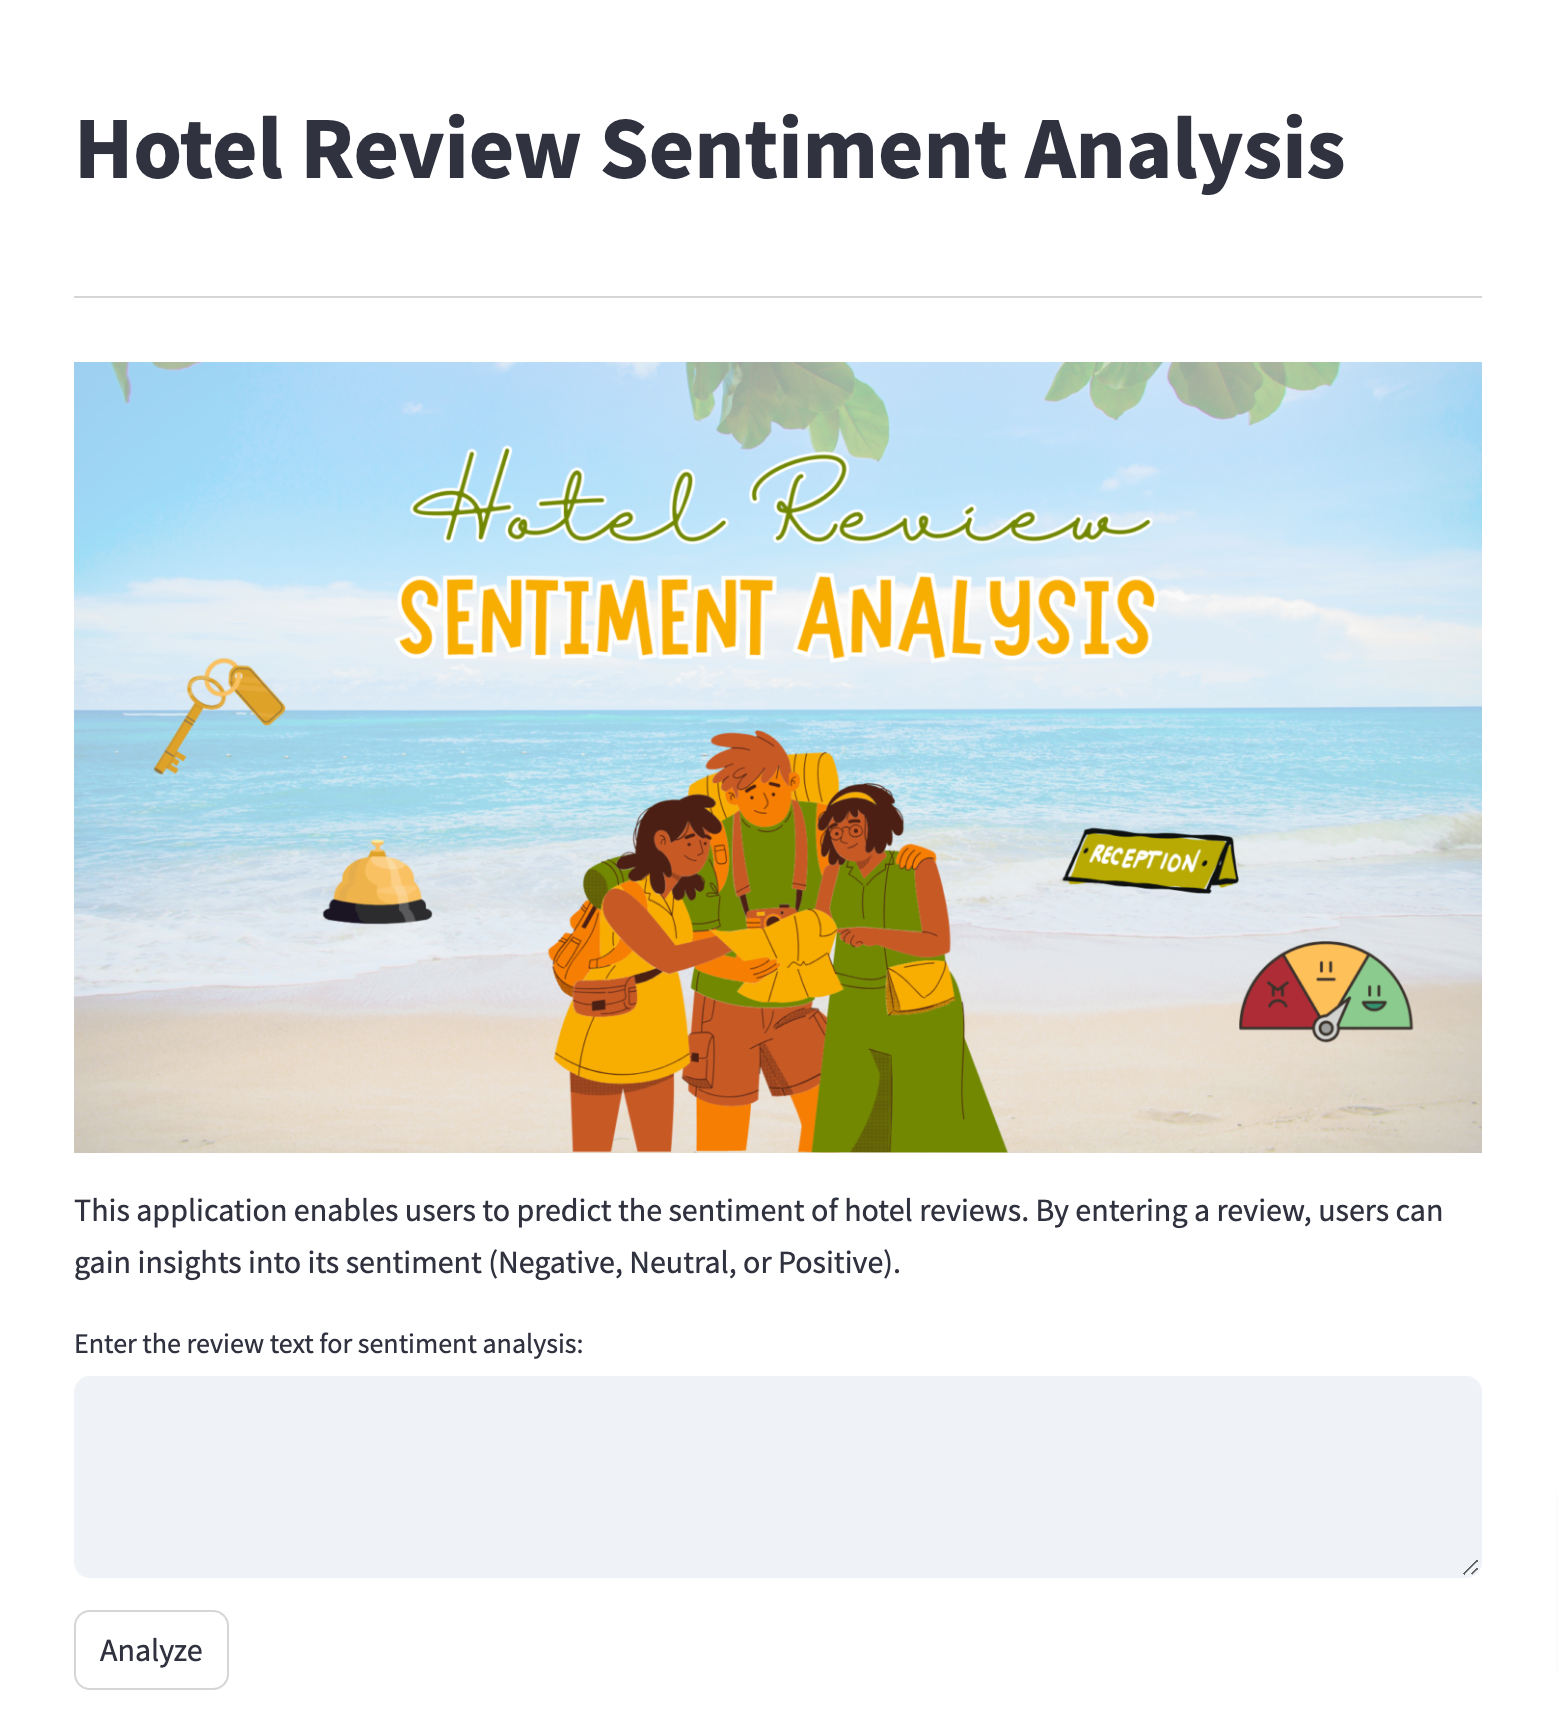 Hotel Review Sentiment Analysis
Hotel Review
SENTIMENT ANALYSIS
RECEPTION
This application enables users to predict the sentiment of hotel reviews. By entering a review, users can
gain insights into its sentiment (Negative, Neutral, or Positive).
Enter the review text for sentiment analysis:
Analyze